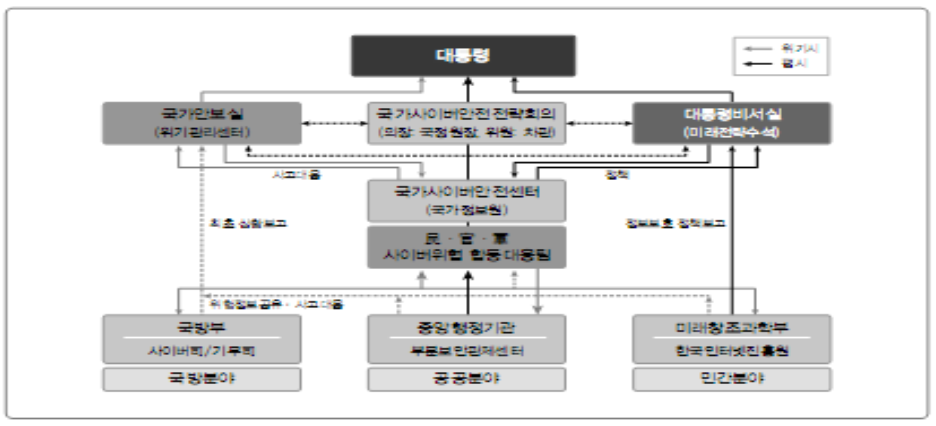 대통령
위기시
평시
국가안보실
(위기관리센터)
국가사이버안전 전략회의
(의장: 국정원장, 위원: 차관)
대통령비서실
(미래전략수석)
사고대응
정책
국가사이버안전센터
(국가정보원)
최초 상황보고
정보보호 정책보고
民·官·軍
사이버위협 합동대응팀
위협정보공유· 사고대응
국방부
사이버사/기무사
국방분야
중앙행정기관
부문보안관제센터
공공분야
미래창조과학부
한국인터넷진흥원
민간분야